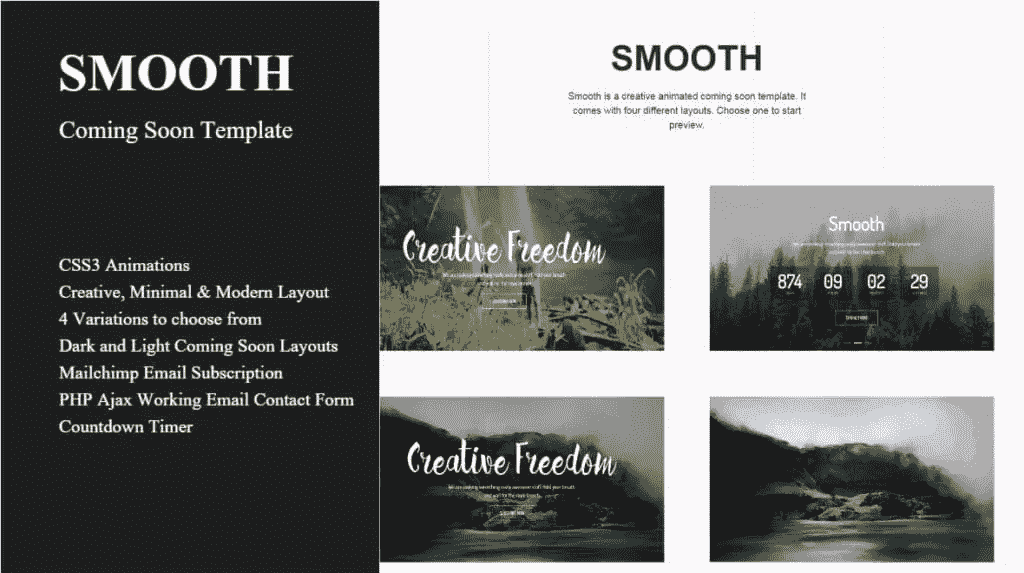 SMOOTH
Coming Soon Template
CSS3 Animations
Creative, Minimal & Modern Layout
4 Variations to choose from
Dark and Light Coming Soon Layouts
Mailchimp Email Subscription
PHP Ajax Working Email Contact Form
Countdown Timer
SMOOTH
Smooth is a creative animated coming soon template. It
comes with four different layouts. Choose one to start
preview.
Creative Freedom
Smooth
874 09 02 29
Creative Freedom